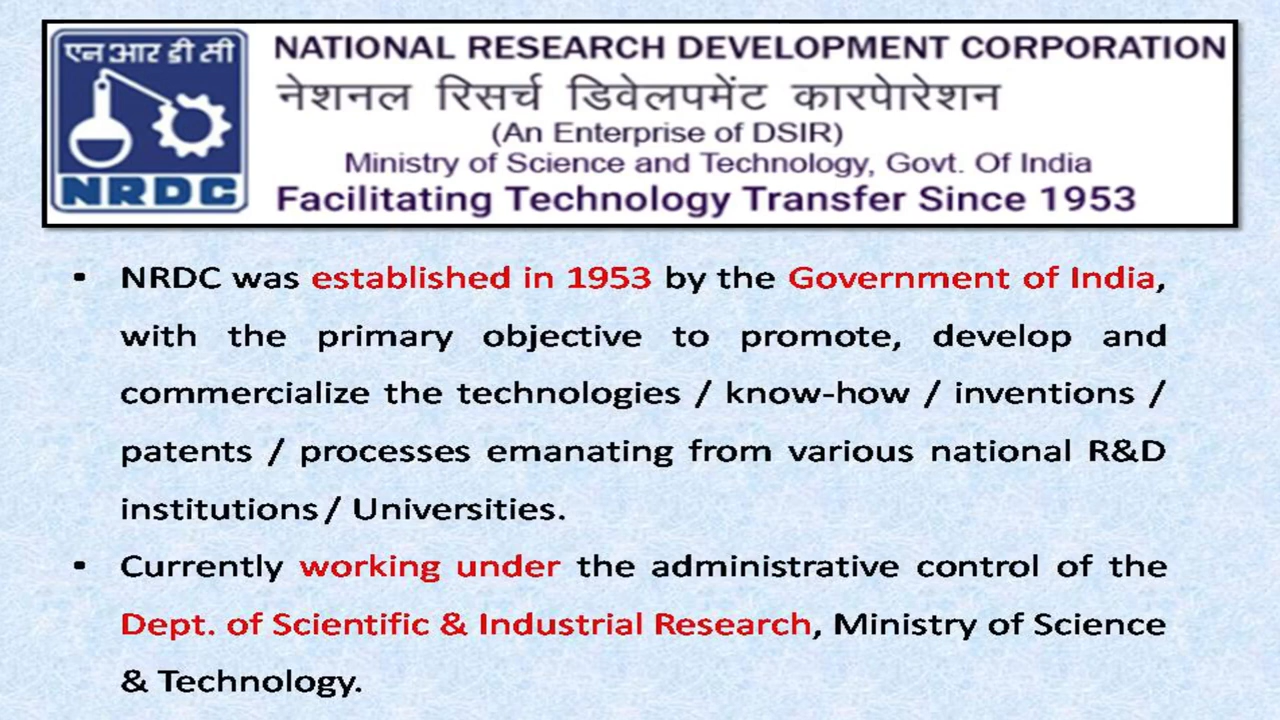 एन आर डी सी
NRDC
NATIONAL RESEARCH DEVELOPMENT CORPORATION
नेशनल रिसर्च डिवेलपमेंट कारपोरेशन
(An Enterprise of DSIR)
Ministry of Science and Technology, Govt. Of India
Facilitating Technology Transfer Since 1953
• NRDC was established in 1953 by the Government of India,
with the primary objective to promote, develop and
commercialize the technologies / know-how / inventions /
patents / processes emanating from various national R&D
institutions / Universities.
• Currently working under the administrative control of the
Dept. of Scientific & Industrial Research, Ministry of Science
& Technology.